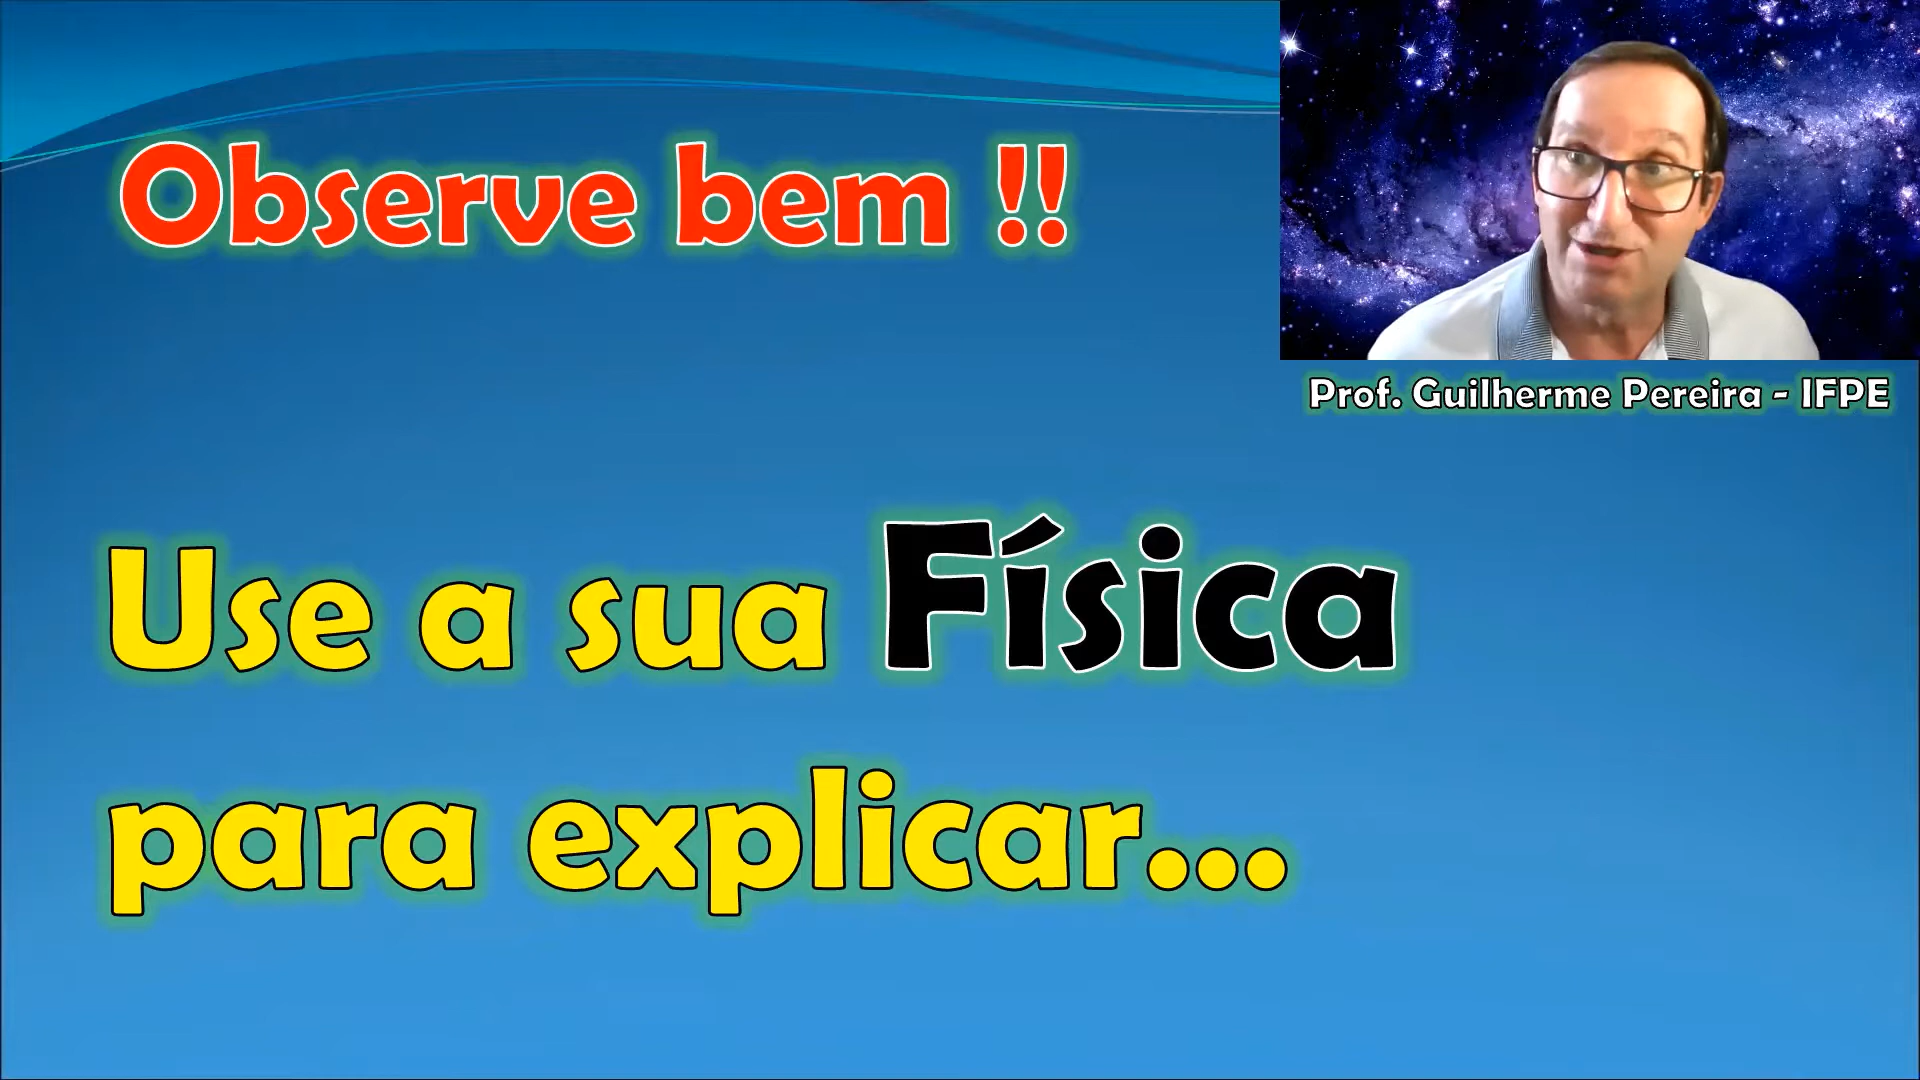 Observe bem !!
Prof. Guilherme Pereira - IFPE
Use a sua Física
para explicar...